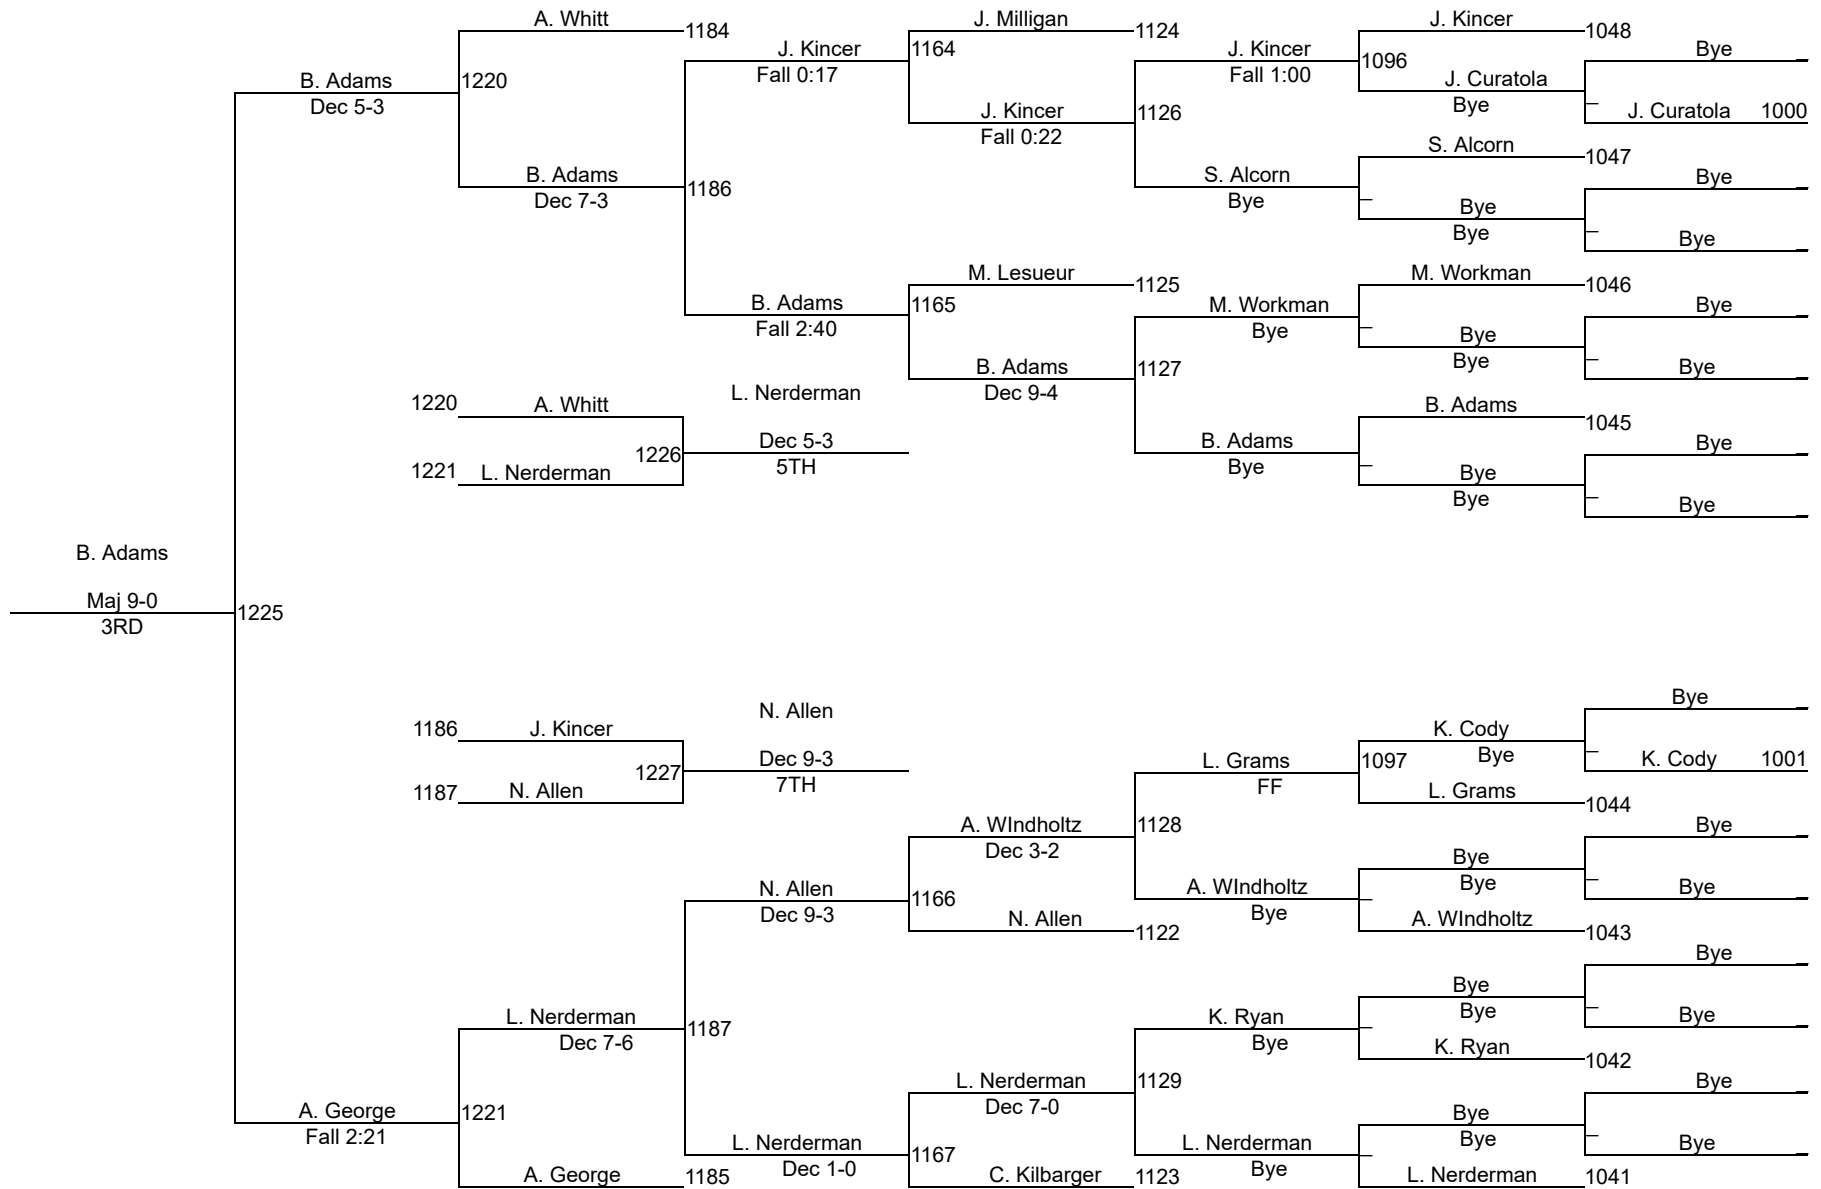 A. Whitt
1184
J. Milligan
1124
J. Kincer
1048
J. Kincer
Fall 0:17
1164
J. Kincer
Fall 1:00
1096
Bye
_
B. Adams
Dec 5-3
1220
J. Curatola
Bye
_
J. Curatola 1000
J. Kincer
Fall 0:22
1126
S. Alcorn
1047
B. Adams
Dec 7-3
1186
S. Alcorn
Bye
_
Bye
Bye
Bye
_
_
Bye
_
M. Lesueur
1125
M. Workman
1046
B. Adams
Fall 2:40
1165
M. Workman
Bye
_
Bye
Bye
Bye
_
_
Bye
_
B. Adams
Dec 9-4
1127
1220
A. Whitt
L. Nerderman
B. Adams
1045
1226
Dec 5-3
5TH
B. Adams
Bye
_
Bye
_
1221
L. Nerderman
Bye
Bye
_
Bye
_
B. Adams
Maj 9-0
3RD
1225
Bye
_
1186
J. Kincer
N. Allen
K. Cody
Bye
_
1227
Dec 9-3
7TH
L. Grams
FF
1097
K. Cody 1001
1187
N. Allen
L. Grams
1044
A. WIndholtz
Dec 3-2
1128
Bye
_
N. Allen
Dec 9-3
1166
A. WIndholtz
Bye
_
Bye
Bye
_
Bye
_
N. Allen
1122
A. WIndholtz
1043
Bye
_
L. Nerderman
Dec 7-6
1187
K. Ryan
Bye
_
Bye
Bye
_
Bye
_
K. Ryan
1042
A. George
Fall 2:21
1221
L. Nerderman
Dec 7-0
1129
Bye
_
L. Nerderman
Dec 1-0
1167
L. Nerderman
Bye
_
Bye
Bye
_
Bye
_
A. George
1185
C. Kilbarger
1123
L. Nerderman
1041